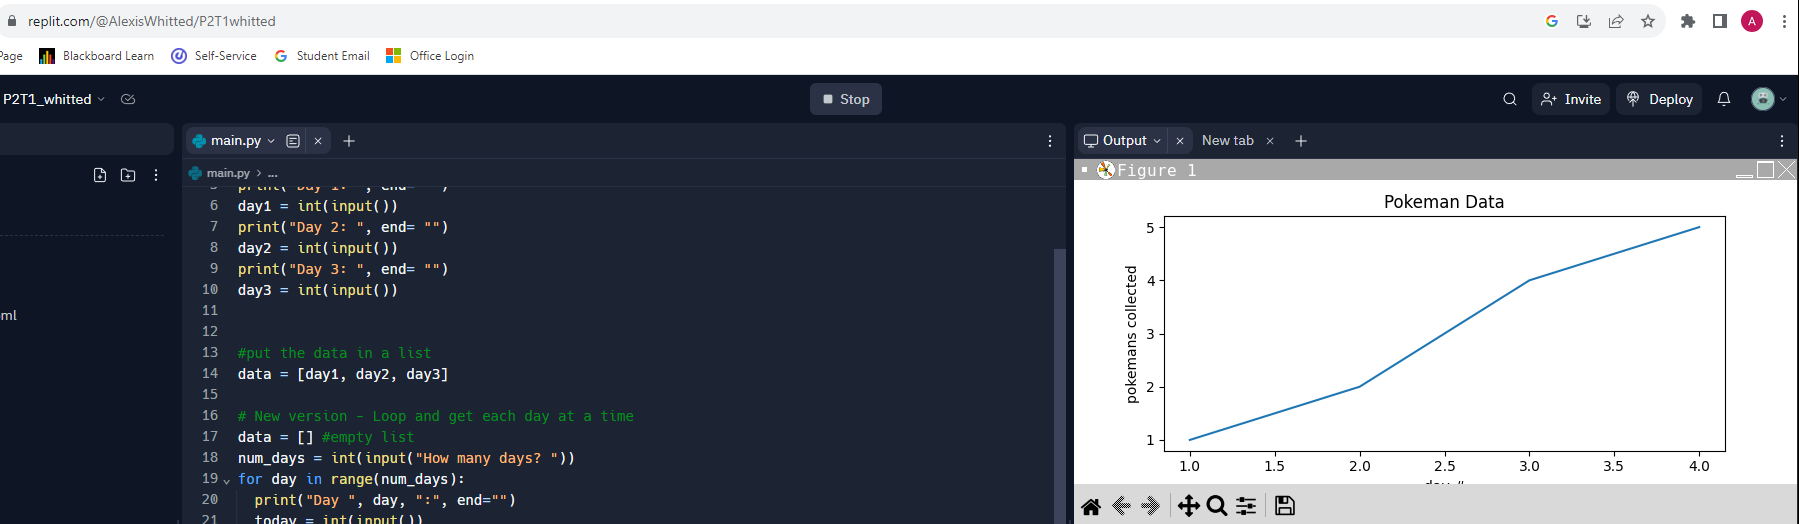 replit.com/@AlexisWhitted/P2T1whitted
A
Page Blackboard Learn Self-Service Student Email Office Login
P2T1_whitted
Stop
Invite
Deploy
main.py
Output
New tab
main.py > ...
ml
5 print("Day 1: ", end= "")
6 day1 = int(input())
7 print("Day 2: ", end= "")
8 day2 = int(input())
9 print("Day 3: ", end= "")
10 day3 = int(input())
11
12
13 #put the data in a list
14 data = [day1, day2, day3]
15
16 # New version - Loop and get each day at a time
17 data = [] #empty list
18 num_days = int(input("How many days? "))
19 for day in range(num_days):
20 print("Day ", day, ":", end="")
21 today = int(input())
Figure 1
Pokeman Data
pokemans collected
5
4
3
2
1
1.0 1.5 2.0 2.5 3.0 3.5 4.0
day #